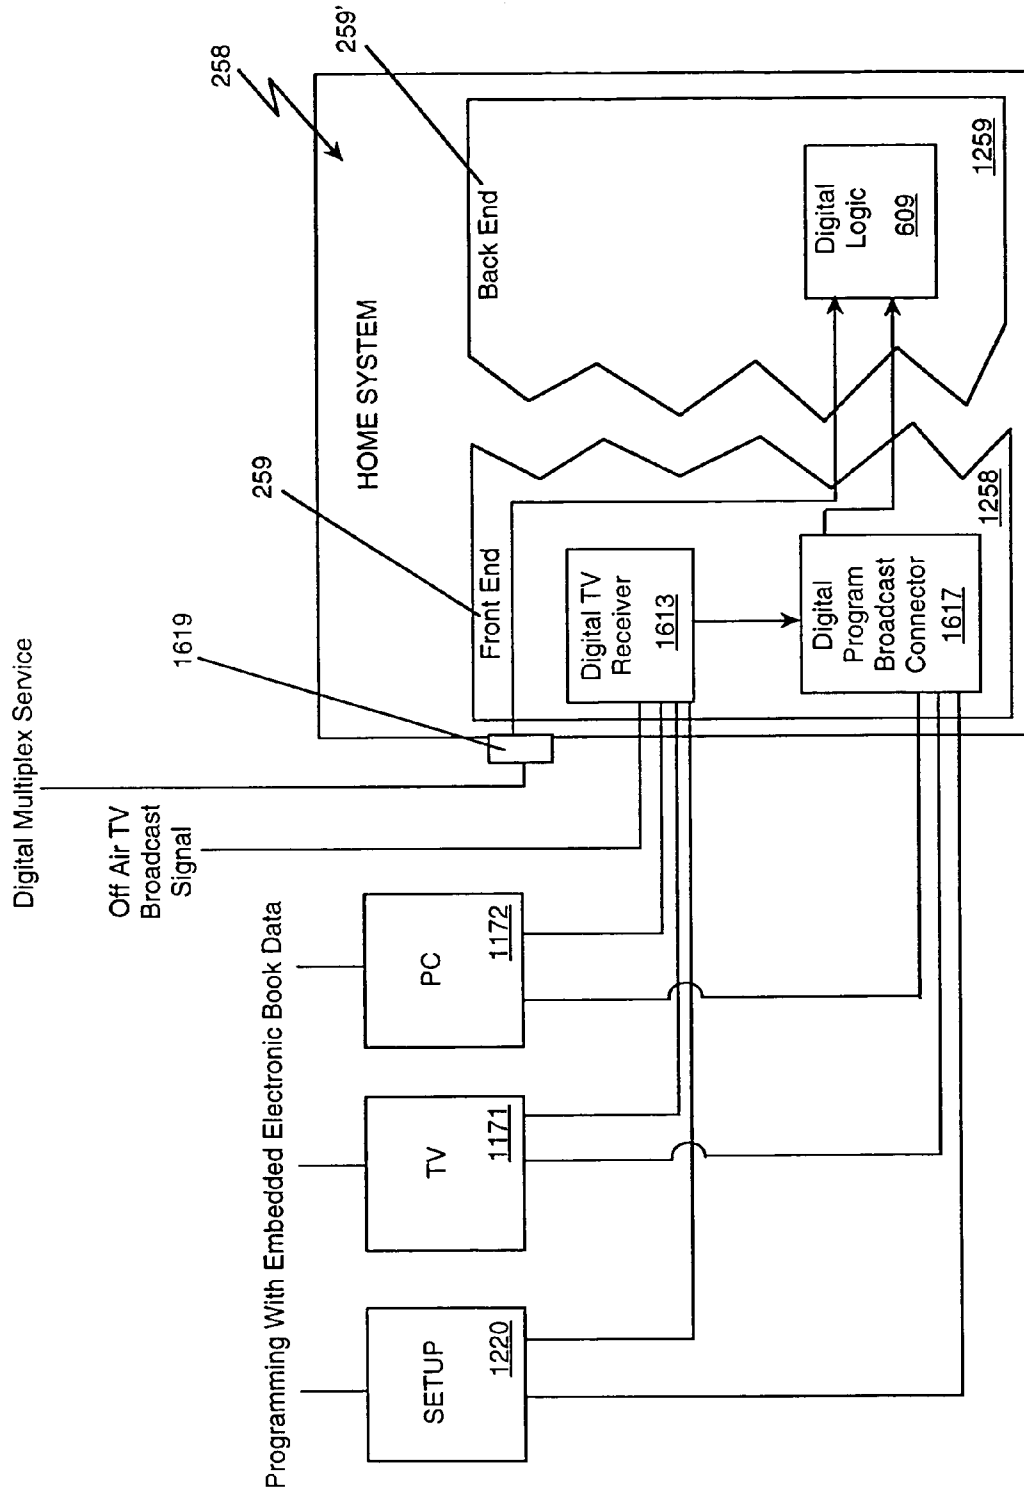 Digital Multiplex Service
Off Air TV
Broadcast
Signal
Programming With Embedded Electronic Book Data
SETUP
1220
TV
1171
PC
1172
1619
259
258
259'
HOME SYSTEM
Front End
Digital TV
Receiver
1613
Digital
Program
Broadcast
Connector
1617
1258
Back End
Digital
Logic
609
1259